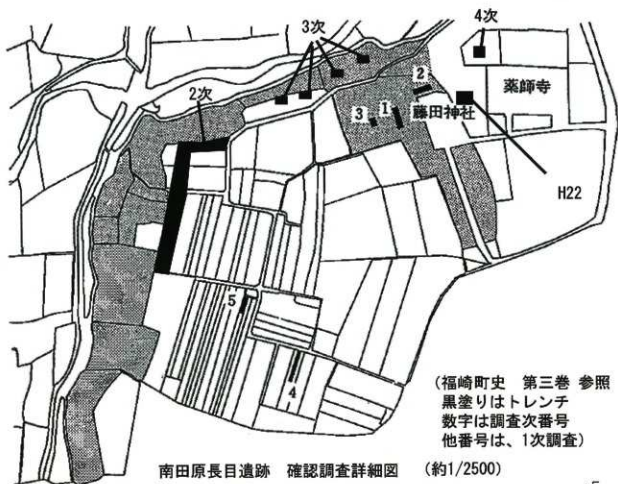 3次
4次
2次
薬師寺
2
藤田神社
1
3
H22
5
4
(福崎町史 第三巻 参照
黒塗りはトレンチ
数字は調査次番号
他番号は、1次調査)
南田原長目遺跡 確認調査詳細図 (約1/2500)
5